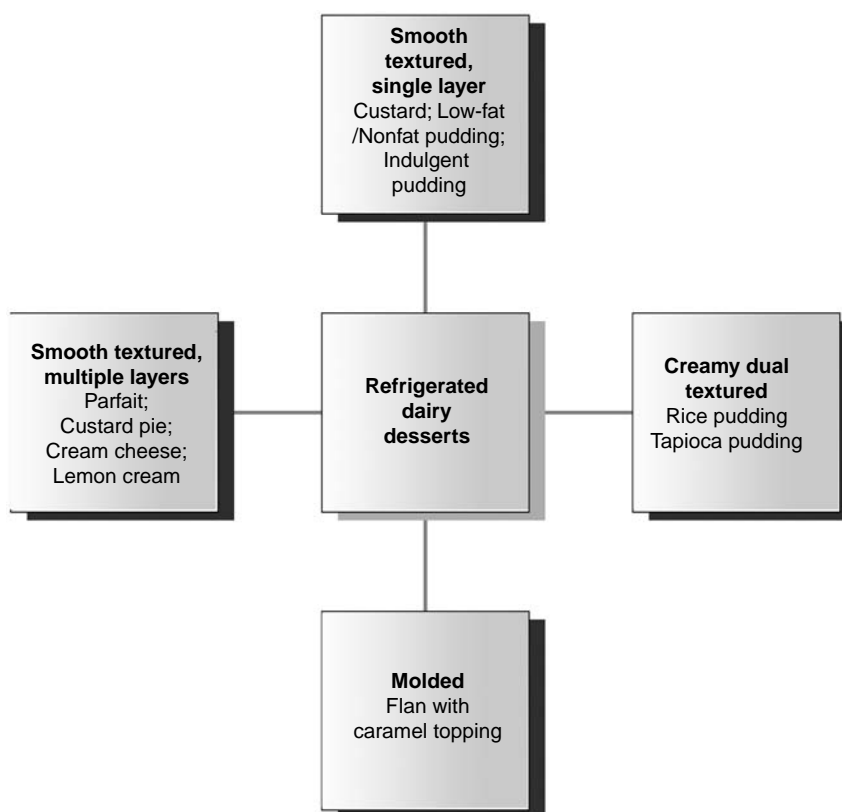 Smooth
textured,
single layer
Custard; Low-fat
/Nonfat pudding;
Indulgent
pudding
Smooth textured,
multiple layers
Parfait;
Custard pie;
Cream cheese;
Lemon cream
Refrigerated
dairy
desserts
Creamy dual
textured
Rice pudding
Tapioca pudding
Molded
Flan with
caramel topping